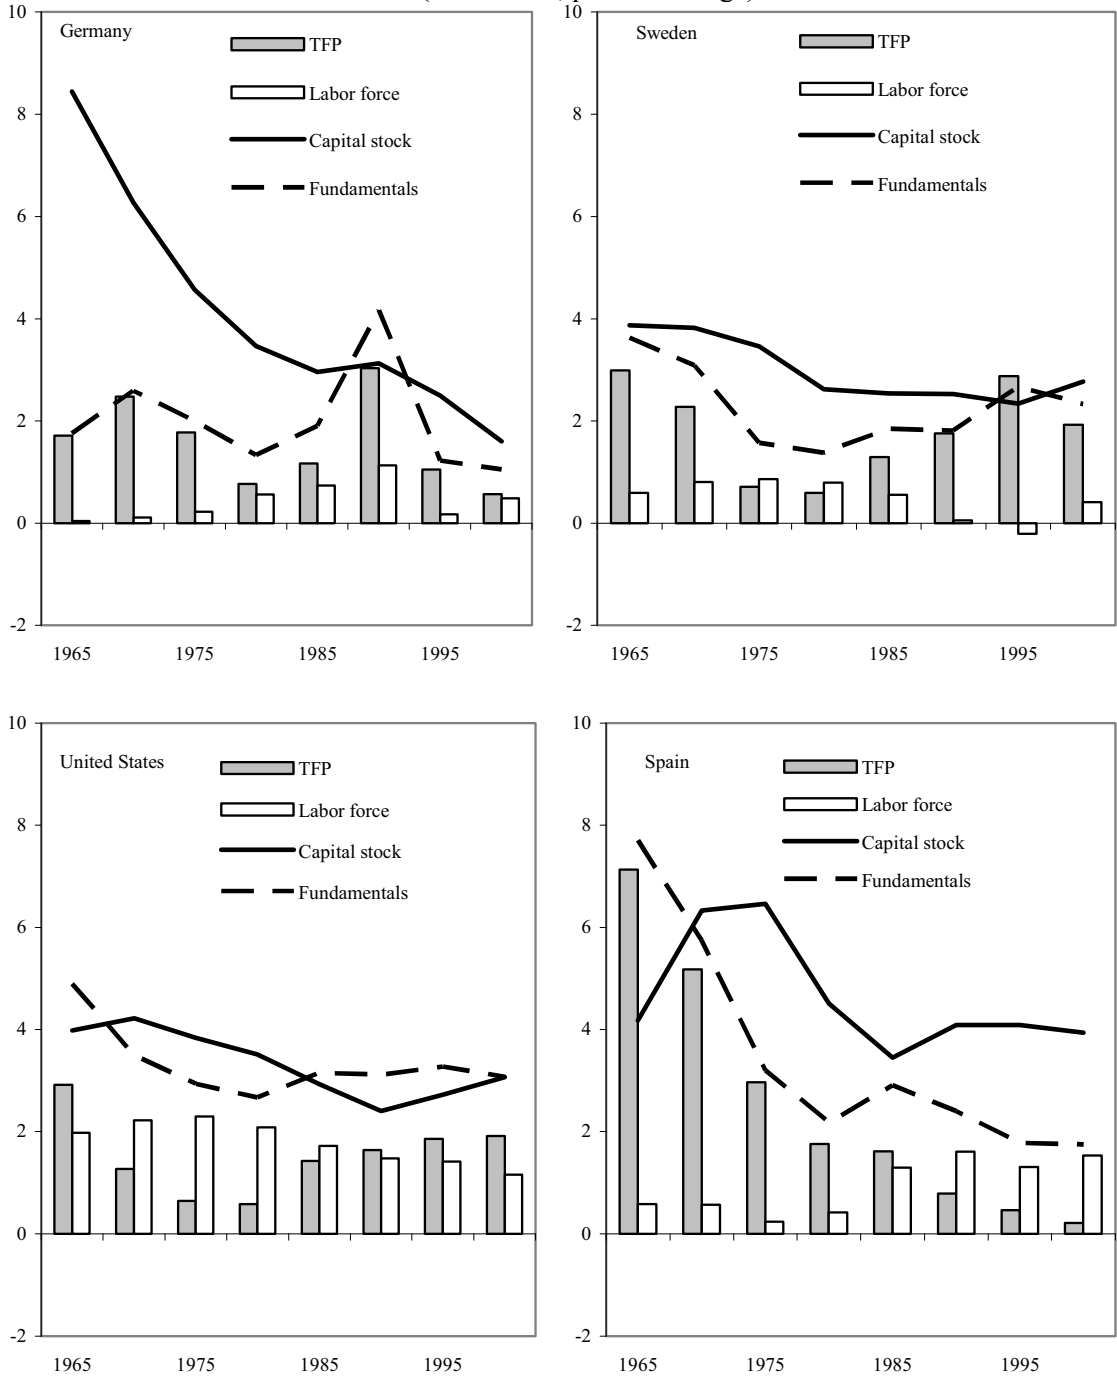 10
8
6
4
2
0
-2
Germany
TFP
Labor force
Capital stock
Fundamentals
1965 1975 1985 1995
10
8
6
4
2
0
-2
Sweden
TFP
Labor force
Capital stock
Fundamentals
1965 1975 1985 1995
10
8
6
4
2
0
-2
United States
TFP
Labor force
Capital stock
Fundamentals
1965 1975 1985 1995
10
8
6
4
2
0
-2
Spain
TFP
Labor force
Capital stock
Fundamentals
1965 1975 1985 1995